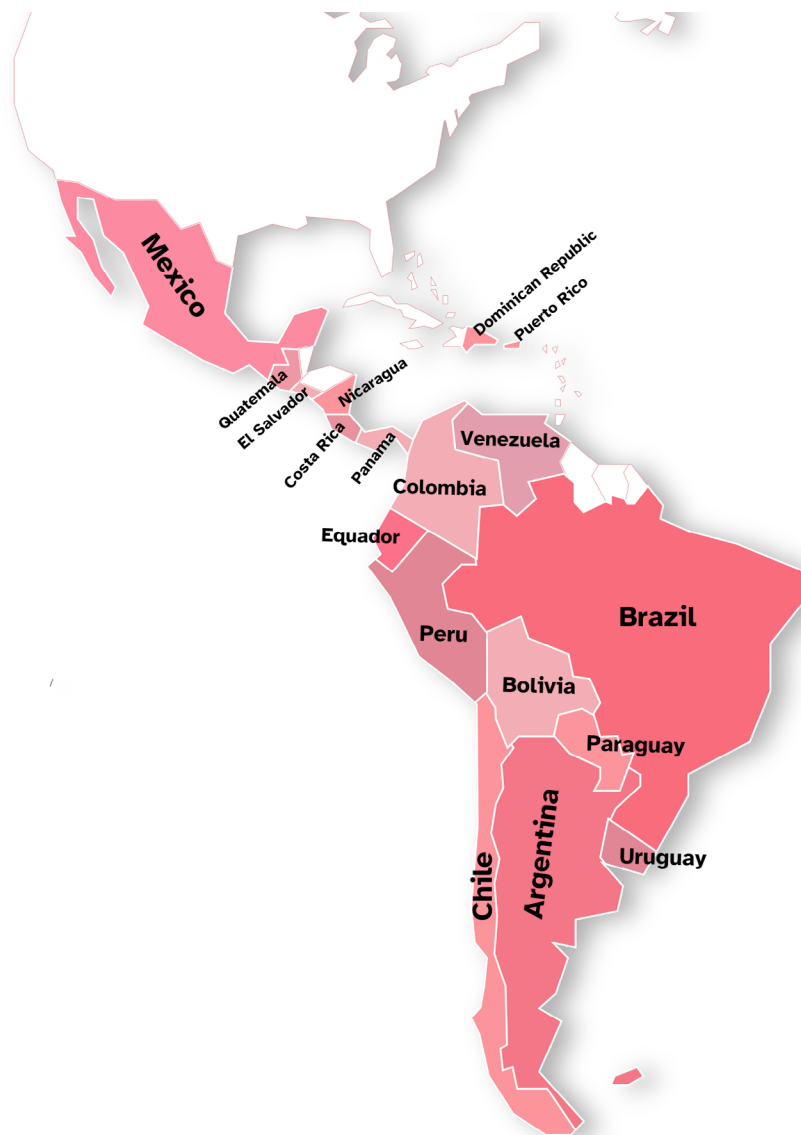 Dominican Republic
Puerto Rico
Mexico
Guatemala
El Salvador
Nicaragua
Costa Rica
Panama
Venezuela
Colombia
Equador
Brazil
Peru
Bolivia
Paraguay
Argentina
Uruguay
Chile
/